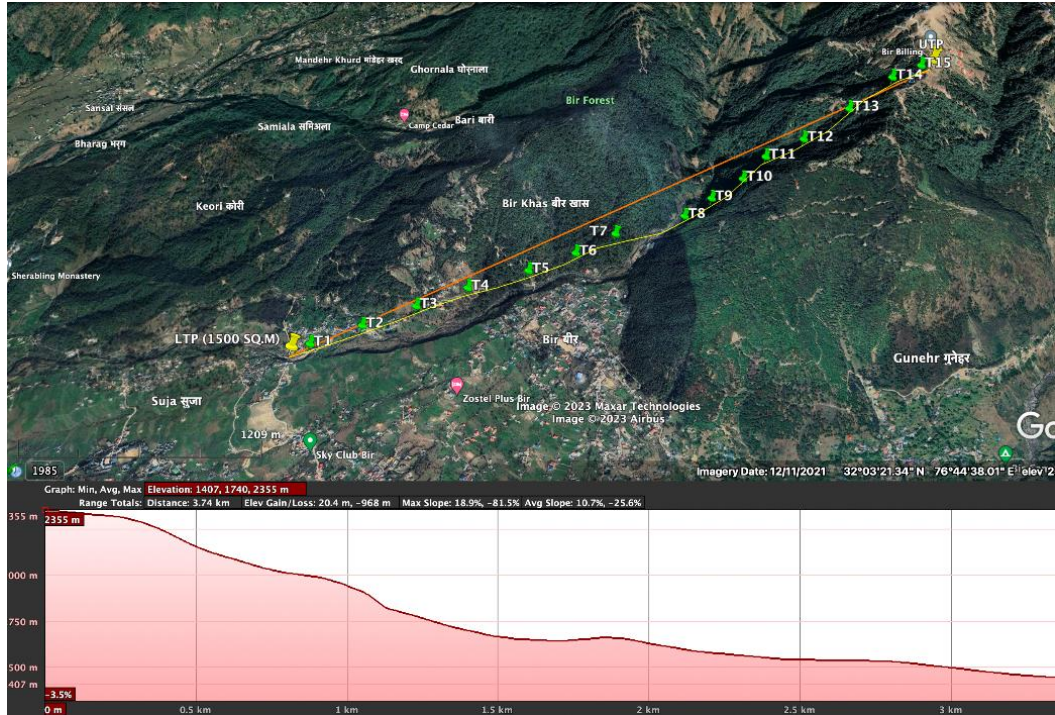 UTP
Bir Billing
T15
T14
Mandehr Khurd मांडेहर खुरद
Ghornala घोरनाला
T13
Bir Forest
Sansal संसल
Camp Cedar
Bari बारी
Samiala समिअला
T12
Bharag भरग
T11
T10
Keori कोरी
Bir Khas बीर खास
T9
T8
T7
T6
Sherabling Monastery
T5
T4
T3
T2
LTP (1500 SQ.M)
T1
Bir बीर
Gunehr गुनेहर
Suja सुजा
Zostel Plus Bir
Image © 2023 Maxar Technologies
Image © 2023 Airbus
Go
1209 m
Sky Club Bir
1985
Imagery Date: 12/11/2021 32°03'21.34" N 76°44'38.01" E elev 2
Graph: Min, Avg, Max Elevation: 1407, 1740, 2355 m
Range Totals: Distance: 3.74 km Elev Gain/Loss: 20.4 m, -968 m Max Slope: 18.9%, -81.5% Avg Slope: 10.7%, -25.6%
355 m
2355 m
000 m
750 m
500 m
407 m
-3.5%
0 m 0.5 km 1 km 1.5 km 2 km 2.5 km 3 km